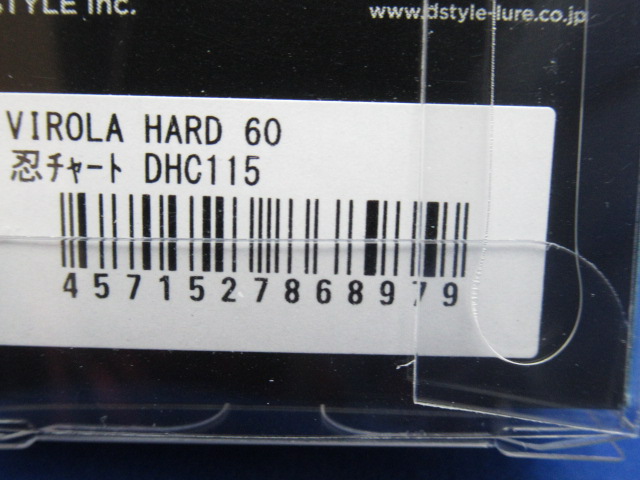 STYLE Inc.
www.dstyle-lure.co.jp
VIROLA HARD 60
忍チャート DHC115
4571527868979